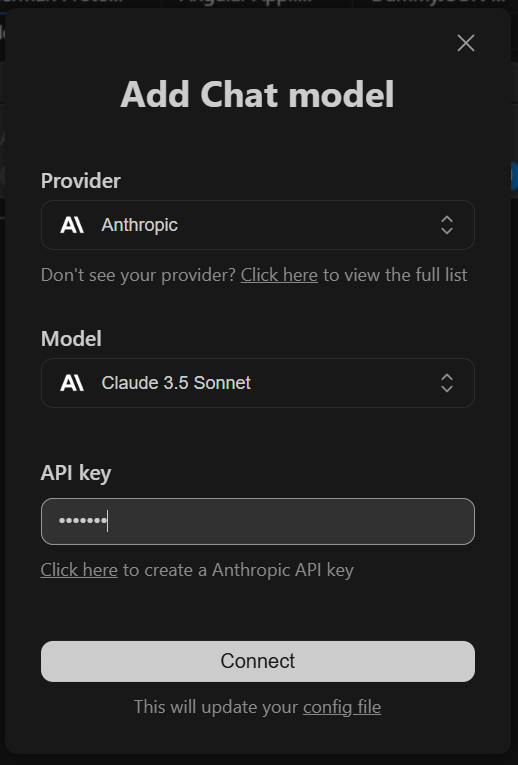 Add Chat model
Provider
Anthropic
Don't see your provider? Click here to view the full list
Model
Claude 3.5 Sonnet
API key
•••••••
Click here to create a Anthropic API key
Connect
This will update your config file